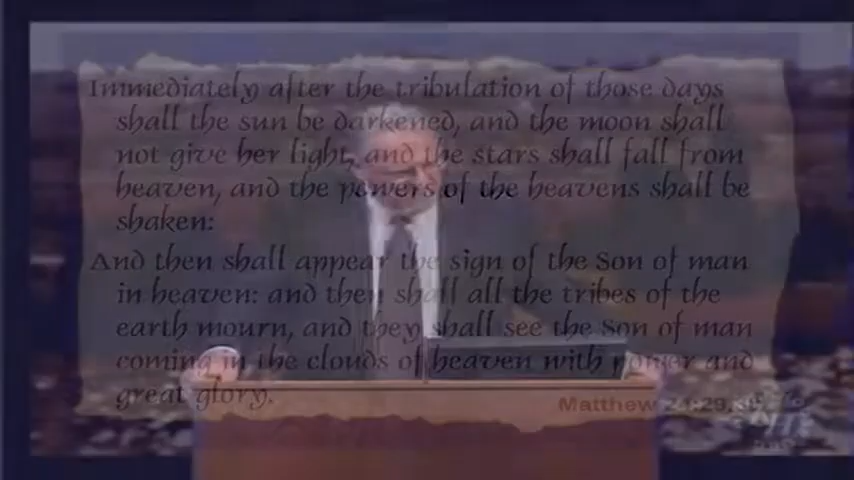 Immediately after the tribulation of those days
shall the sun be darkened, and the moon shall
not give her light, and the stars shall fall from
heaven, and the powers of the heavens shall be
shaken:
And then shall appear the sign of the Son of man
in heaven: and then shall all the tribes of the
earth mourn, and they shall see the Son of man
coming in the clouds of heaven with power and
great glory.
Matthew 24:29,